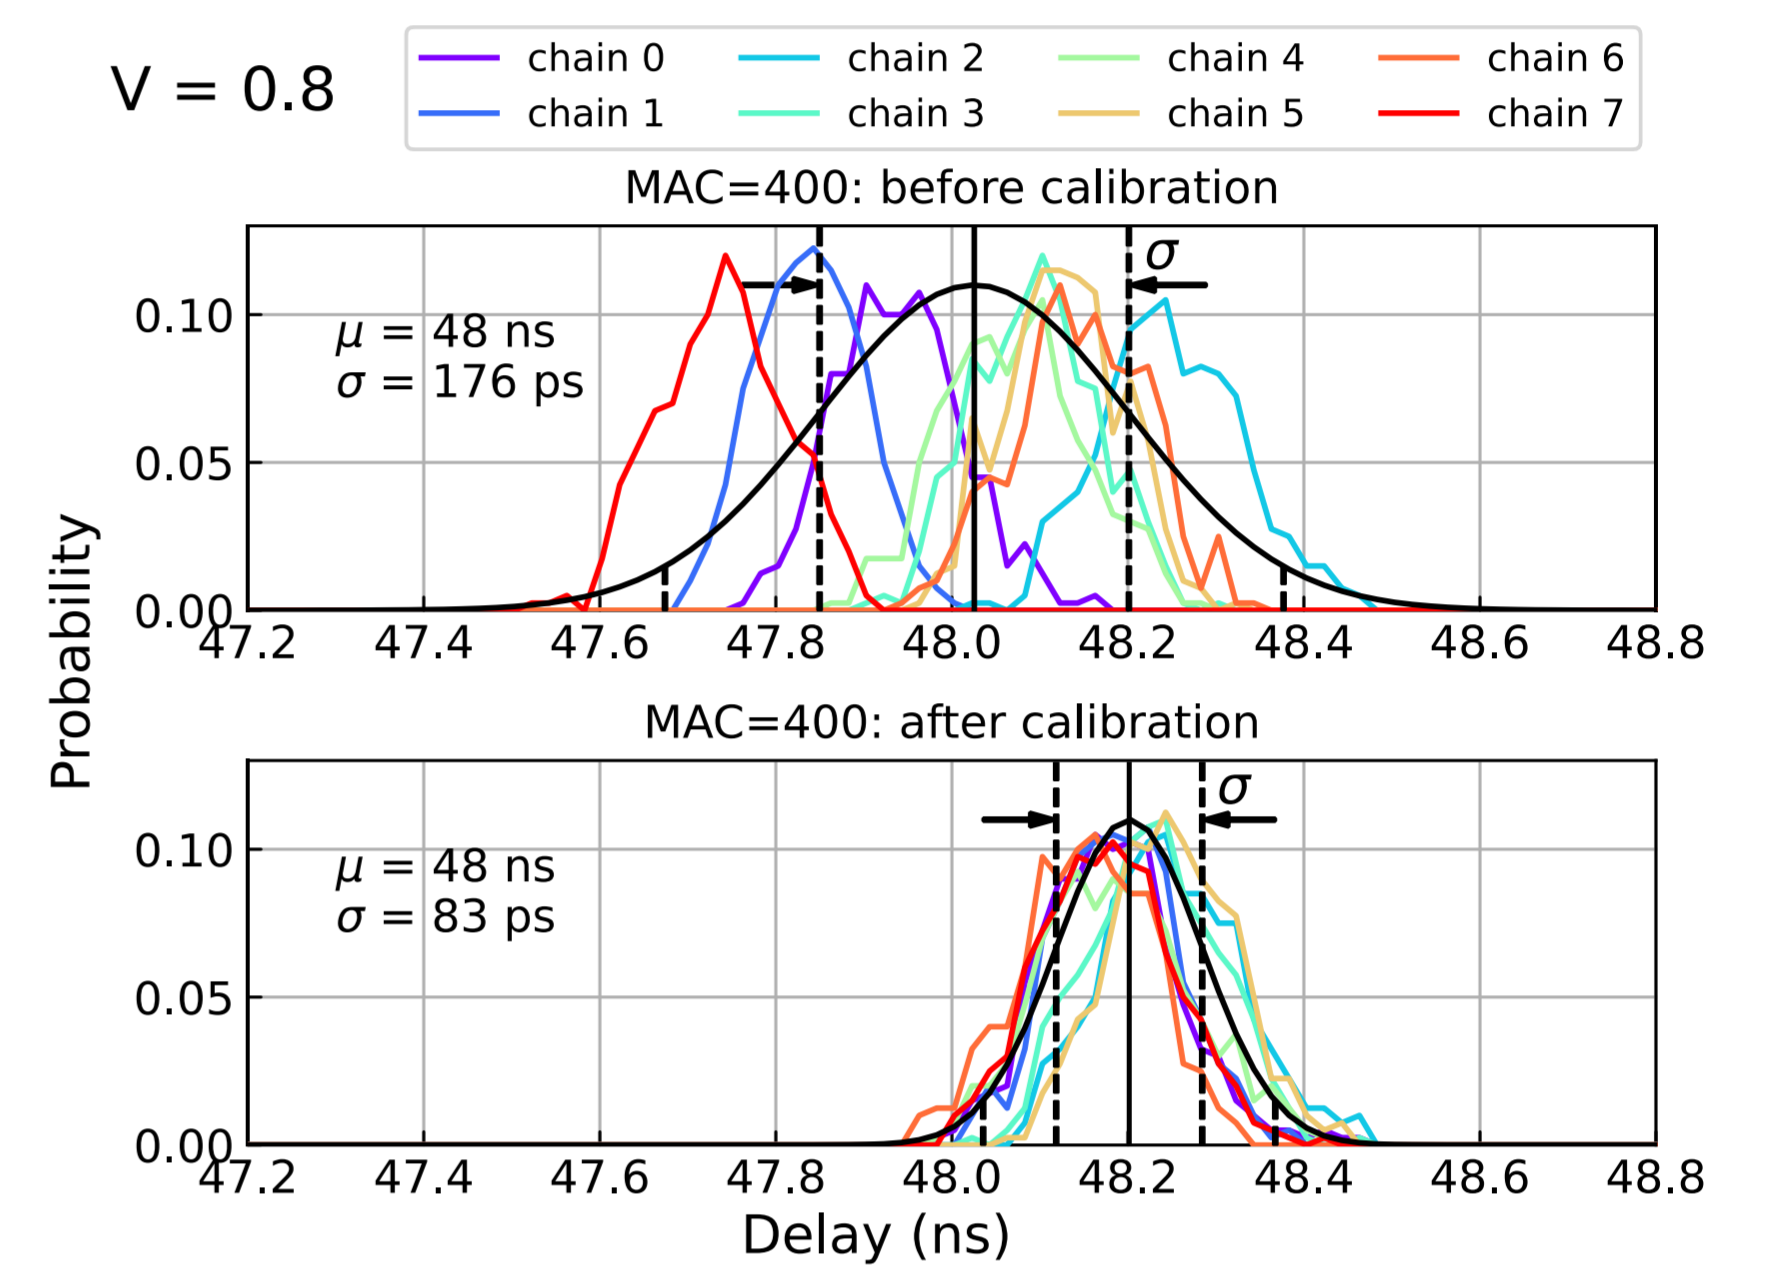 V = 0.8
chain 0 chain 2 chain 4 chain 6
chain 1 chain 3 chain 5 chain 7
MAC=400: before calibration
σ
μ = 48 ns
σ = 176 ps
0.10
0.05
0.00
47.2 47.4 47.6 47.8 48.0 48.2 48.4 48.6 48.8
Probability
MAC=400: after calibration
σ
μ = 48 ns
σ = 83 ps
0.10
0.05
0.00
47.2 47.4 47.6 47.8 48.0 48.2 48.4 48.6 48.8
Delay (ns)